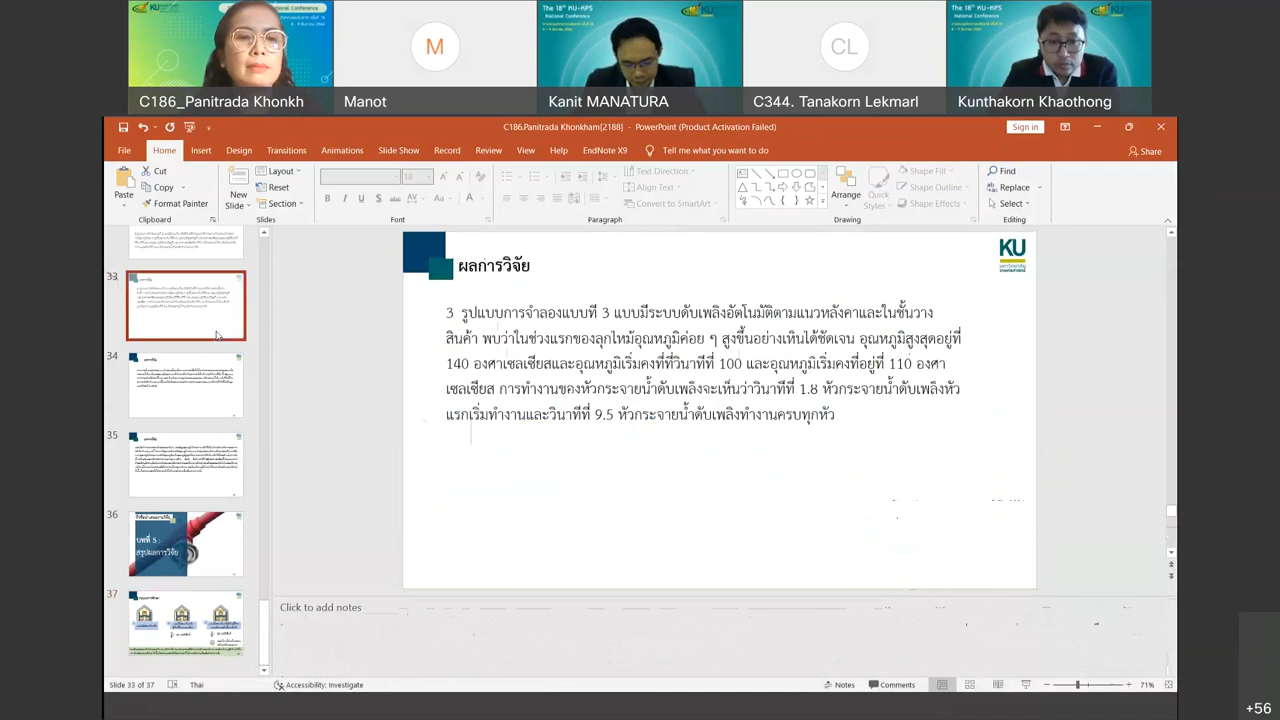 The 18th KU-KPS
National Conference
The 18th KU-KPS
National Conference
C186_Panitrada Khonkh
Manot
Kanit MANATURA
CL
C344. Tanakorn Lekmarl
Kunthakorn Khaothong
M
C186.Panitrada Khonkham[2188] - PowerPoint (Product Activation Failed)
Sign in
File Home Insert Design Transitions Animations Slide Show Record Review View Help EndNote X9 Tell me what you want to do
Share
Paste
Cut
Copy
Format Painter
Clipboard
New Slide
Layout
Reset
Section
Slides
18
Font
Text Direction
Align Text
Convert to SmartArt
Paragraph
Arrange
Quick Styles
Shape Fill
Shape Outline
Shape Effects
Drawing
Find
Replace
Select
Editing
33
34
35
36
บทที่ 5 :
สรุปผลการวิจัย
37
ผลการวิจัย
KU
3 รูปแบบการจำลองแบบที่ 3 แบบมีระบบดับเพลิงอัตโนมัติตามแนวหลังคาและในชั้นวาง
สินค้า พบว่าในช่วงแรกของลุกไหม้อุณหภูมิค่อย ๆ สูงขึ้นอย่างเห็นได้ชัดเจน อุณหภูมิสูงสุดอยู่ที่
140 องศาเซลเซียสและอุณหภูมิเริ่มคงที่ที่วินาทีที่ 100 และอุณหภูมิเริ่มคงที่อยู่ที่ 110 องศา
เซลเซียส การทำงานของหัวกระจายน้ำดับเพลิงจะเห็นว่าวินาทีที่ 1.8 หัวกระจายน้ำดับเพลิงหัว
แรกเริ่มทำงานและวินาทีที่ 9.5 หัวกระจายน้ำดับเพลิงทำงานครบทุกหัว
Click to add notes
Slide 33 of 37
Thai
Accessibility: Investigate
Notes
Comments
71%
+56